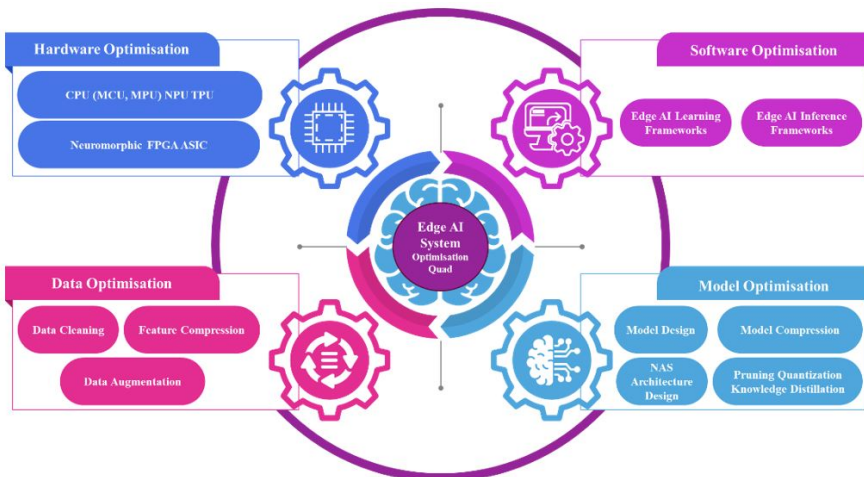 Hardware Optimisation
CPU (MCU, MPU) NPU TPU
Neuromorphic FPGA ASIC
Software Optimisation
Edge AI Learning
Frameworks
Edge AI Inference
Frameworks
Edge AI
System
Optimisation
Quad
Data Optimisation
Data Cleaning
Feature Compression
Data Augmentation
Model Optimisation
Model Design
Model Compression
NAS
Architecture
Design
Pruning Quantization
Knowledge Distillation